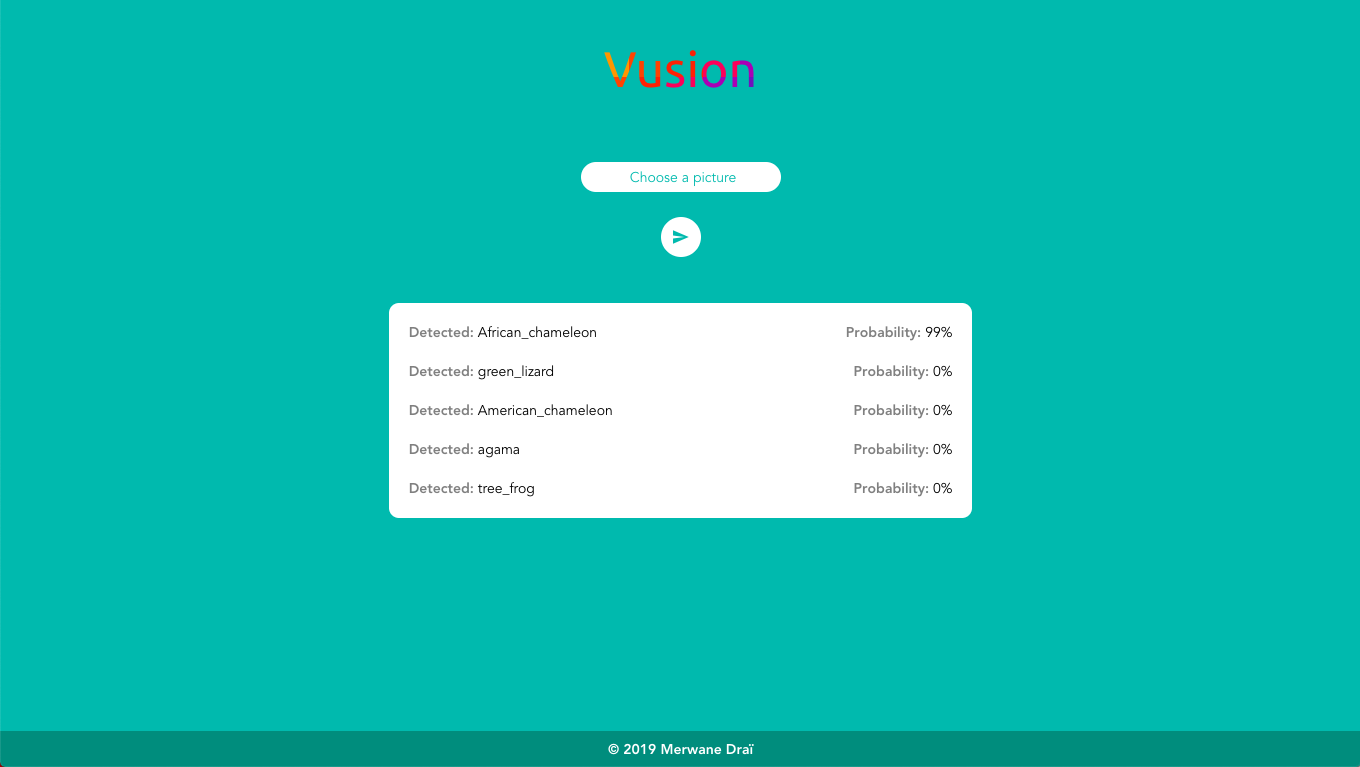 Vusion
Choose a picture
Detected: African_chameleon Probability: 99%
Detected: green_lizard Probability: 0%
Detected: American_chameleon Probability: 0%
Detected: agama Probability: 0%
Detected: tree_frog Probability: 0%
© 2019 Merwane Draï